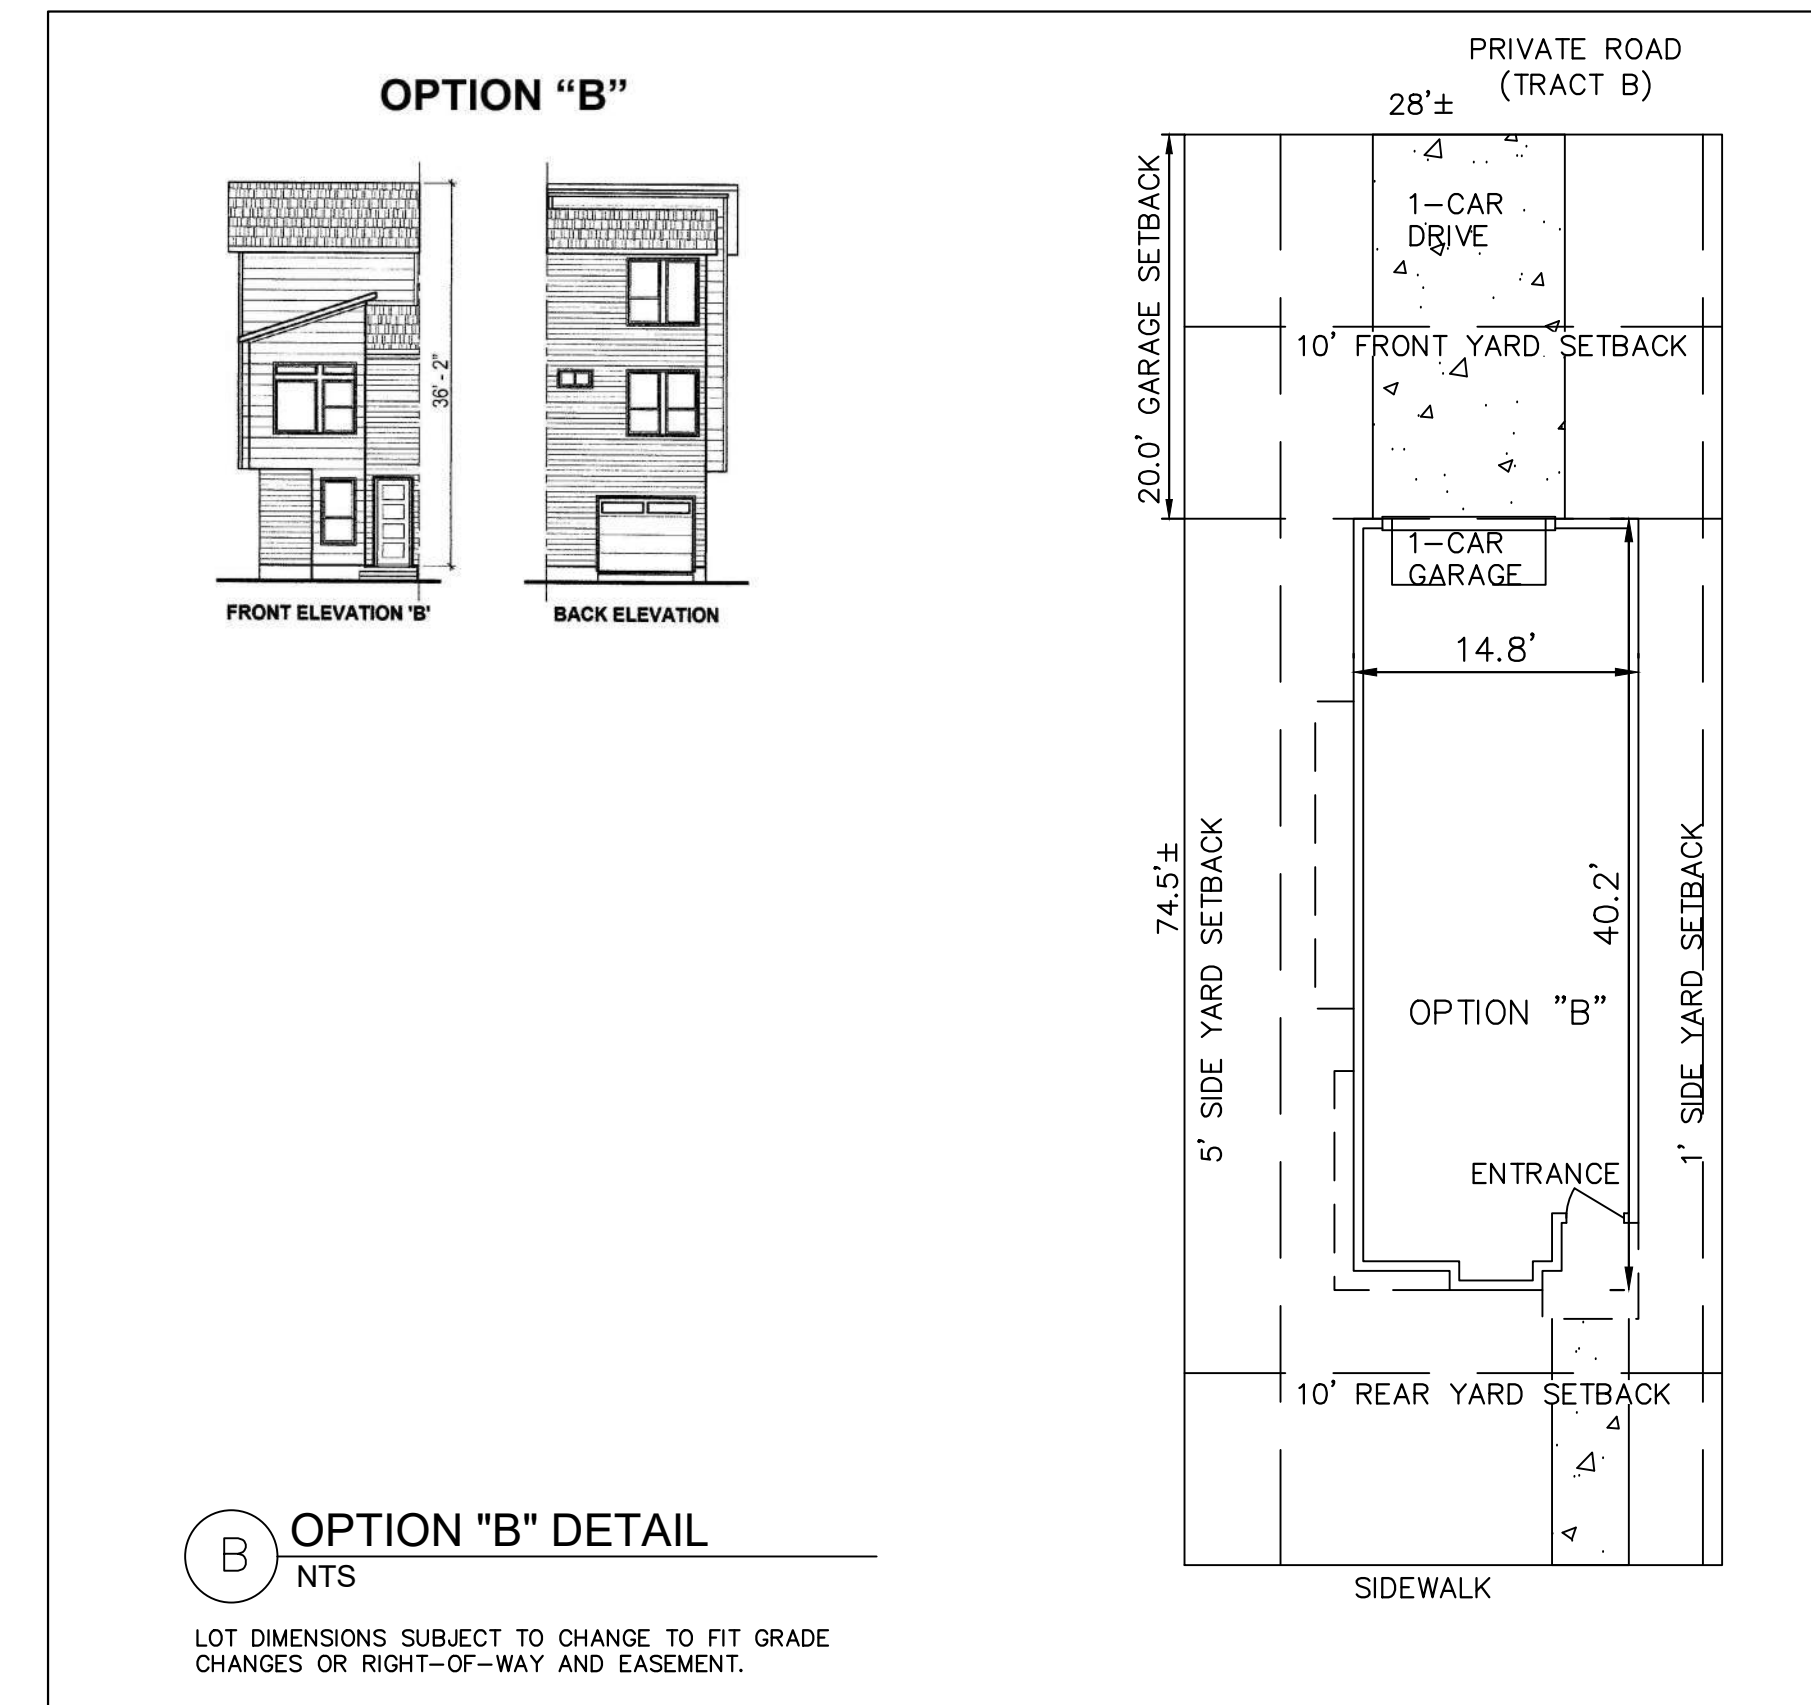 OPTION “B”
36' - 2"
FRONT ELEVATION 'B'
BACK ELEVATION
PRIVATE ROAD
(TRACT B)
28'±
20.0' GARAGE SETBACK
1-CAR
DRIVE
10' FRONT YARD SETBACK
1-CAR
GARAGE
14.8'
74.5'±
5' SIDE YARD SETBACK
40.2'
1' SIDE YARD SETBACK
OPTION "B"
ENTRANCE
10' REAR YARD SETBACK
SIDEWALK
B
OPTION "B" DETAIL
NTS
LOT DIMENSIONS SUBJECT TO CHANGE TO FIT GRADE
CHANGES OR RIGHT-OF-WAY AND EASEMENT.